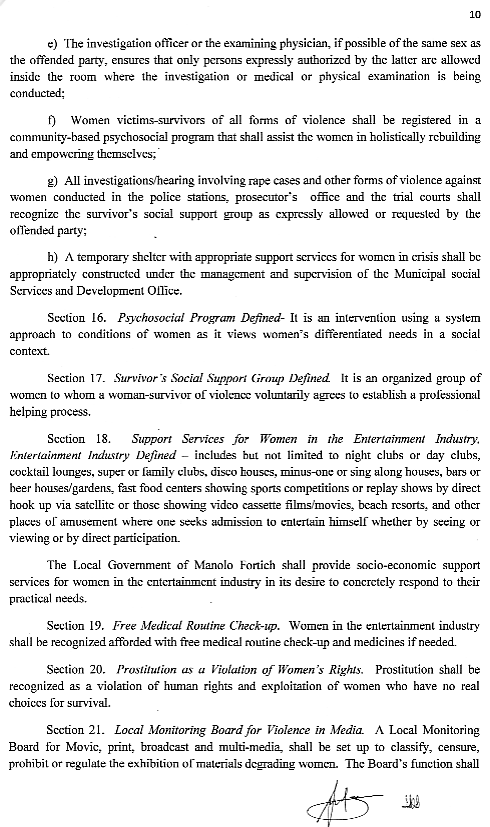 10
e) The investigation officer or the examining physician, if possible of the same sex as
the offended party, ensures that only persons expressly authorized by the latter are allowed
inside the room where the investigation or medical or physical examination is being
conducted;
f) Women victims-survivors of all forms of violence shall be registered in a
community-based psychosocial program that shall assist the women in holistically rebuilding
and empowering themselves;
g) All investigations/hearing involving rape cases and other forms of violence against
women conducted in the police stations, prosecutor's office and the trial courts shall
recognize the survivor's social support group as expressly allowed or requested by the
offended party;
h) A temporary shelter with appropriate support services for women in crisis shall be
appropriately constructed under the management and supervision of the Municipal social
Services and Development Office.
Section 16. Psychosocial Program Defined- It is an intervention using a system
approach to conditions of women as it views women's differentiated needs in a social
context.
Section 17. Survivor's Social Support Group Defined. It is an organized group of
women to whom a woman-survivor of violence voluntarily agrees to establish a professional
helping process.
Section 18. Support Services for Women in the Entertainment Industry,
Entertainment Industry Defined – includes but not limited to night clubs or day clubs,
cocktail lounges, super or family clubs, disco houses, minus-one or sing along houses, bars or
beer houses/gardens, fast food centers showing sports competitions or replay shows by direct
hook up via satellite or those showing video cassette films/movies, beach resorts, and other
places of amusement where one seeks admission to entertain himself whether by seeing or
viewing or by direct participation.
The Local Government of Manolo Fortich shall provide socio-economic support
services for women in the entertainment industry in its desire to concretely respond to their
practical needs.
Section 19. Free Medical Routine Check-up. Women in the entertainment industry
shall be recognized afforded with free medical routine check-up and medicines if needed.
Section 20. Prostitution as a Violation of Women's Rights. Prostitution shall be
recognized as a violation of human rights and exploitation of women who have no real
choices for survival.
Section 21. Local Monitoring Board for Violence in Media. A Local Monitoring
Board for Movie, print, broadcast and multi-media, shall be set up to classify, censure,
prohibit or regulate the exhibition of materials degrading women. The Board's function shall